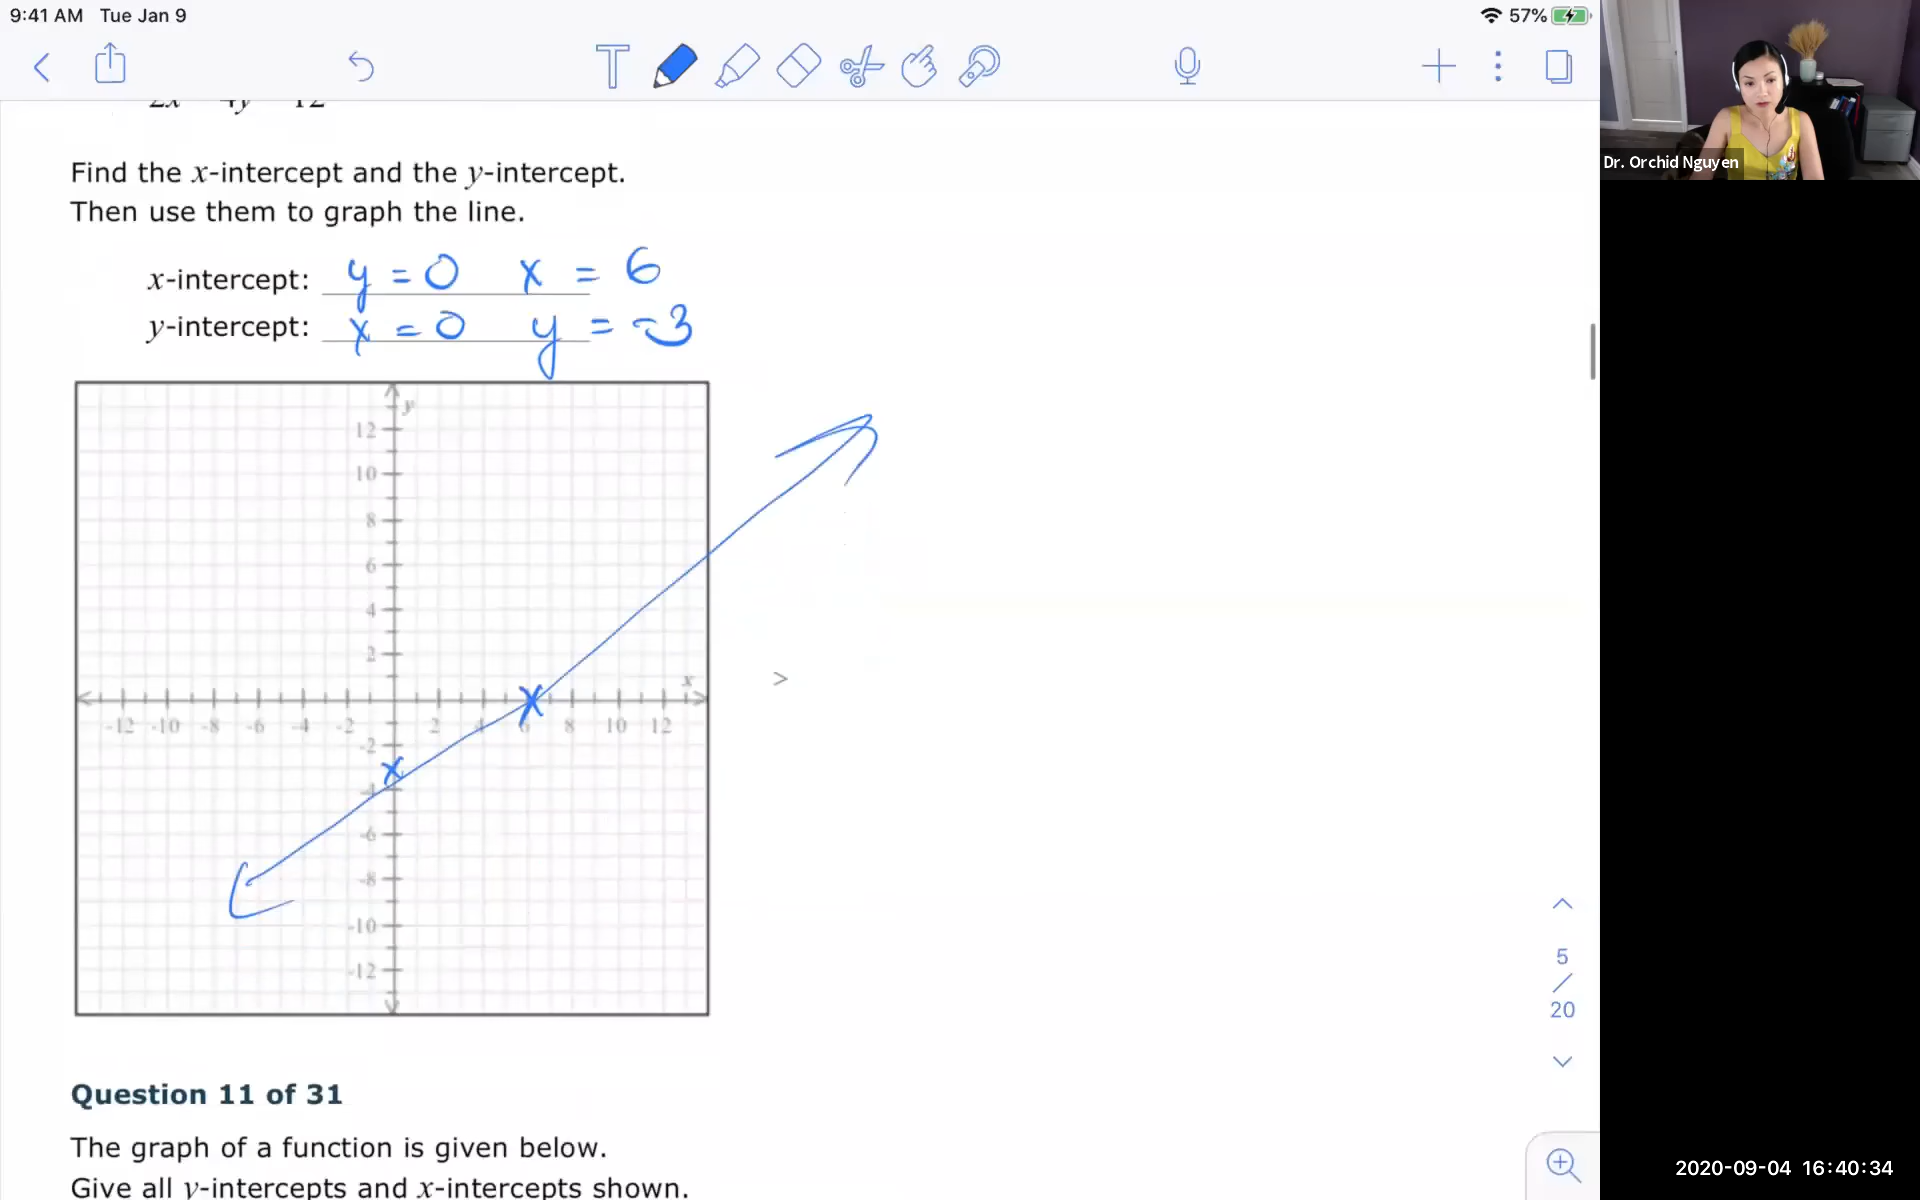 9:41 AM Tue Jan 9
57%
Dr. Orchid Nguyen
Find the x-intercept and the y-intercept.
Then use them to graph the line.
x-intercept: y = 0 x = 6
y-intercept: x = 0 y = -3
y
12
10
8
6
4
2
x
-12 -10 -8 -6 -4 -2 2 4 6 8 10 12
-2
-4
-6
-8
-10
-12
>
5
/
20
Question 11 of 31
The graph of a function is given below.
Give all y-intercepts and x-intercepts shown.
2020-09-04 16:40:34